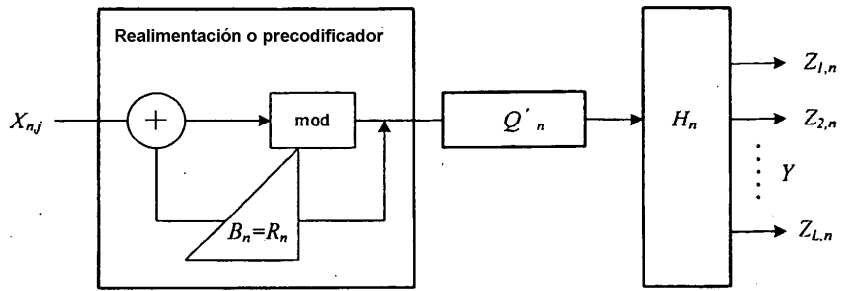 Realimentación o precodificador
X_{n,j}
+
mod
B_n=R_n
Q'_n
H_n
Z_{1,n}
Z_{2,n}
Y
Z_{L,n}